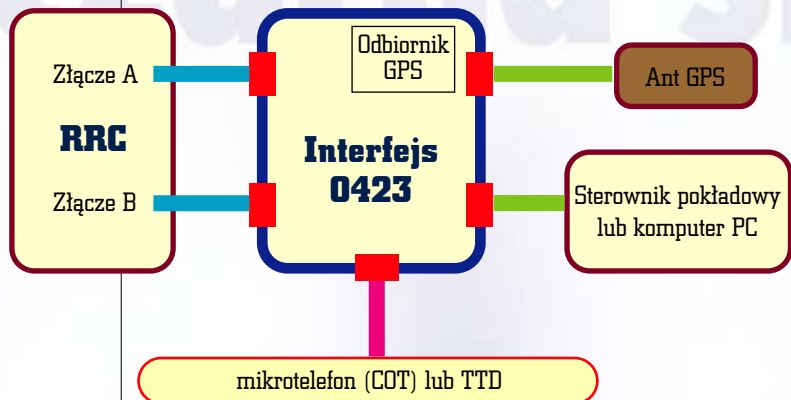 Złącze A
RRC
Złącze B
Odbiornik
GPS
Interfejs
0423
Ant GPS
Sterownik pokładowy
lub komputer PC
mikrotelefon (COT) lub TTD